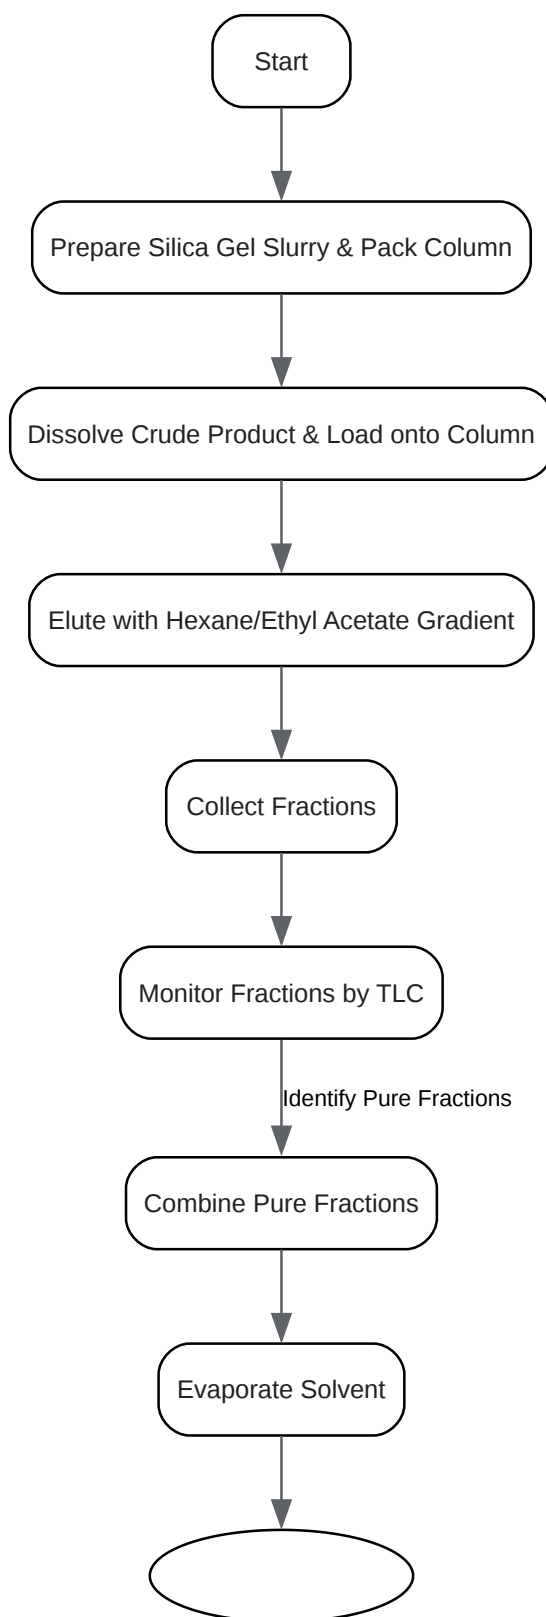 Start
Prepare Silica Gel Slurry & Pack Column
Dissolve Crude Product & Load onto Column
Elute with Hexane/Ethyl Acetate Gradient
Collect Fractions
Monitor Fractions by TLC
Identify Pure Fractions
Combine Pure Fractions
Evaporate Solvent